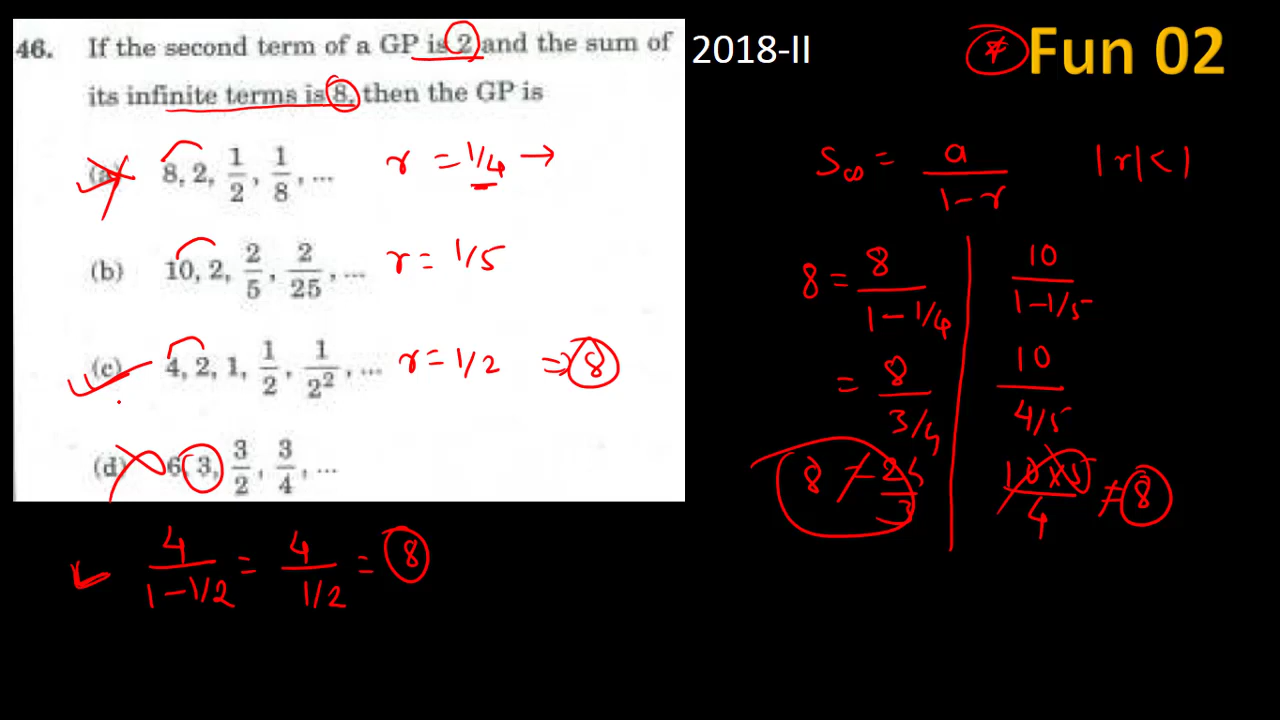 46. If the second term of a GP is 2 and the sum of
its infinite terms is 8, then the GP is
2018-II
* Fun 02
(a) 8, 2, 1/2, 1/8, ... r = 1/4 →
(b) 10, 2, 2/5, 2/25, ... r = 1/5
(c) 4, 2, 1, 1/2, 1/2², ... r = 1/2 ⇒ 8
(d) 6, 3, 3/2, 3/4, ...
4/(1-1/2) = 4/(1/2) = 8
S∞ = a/(1-r) |r|<1
8 = 8/(1-1/4)
= 8/(3/4)
10/(1-1/5)
10/(4/5)
(10×5)/4 ≠ 8